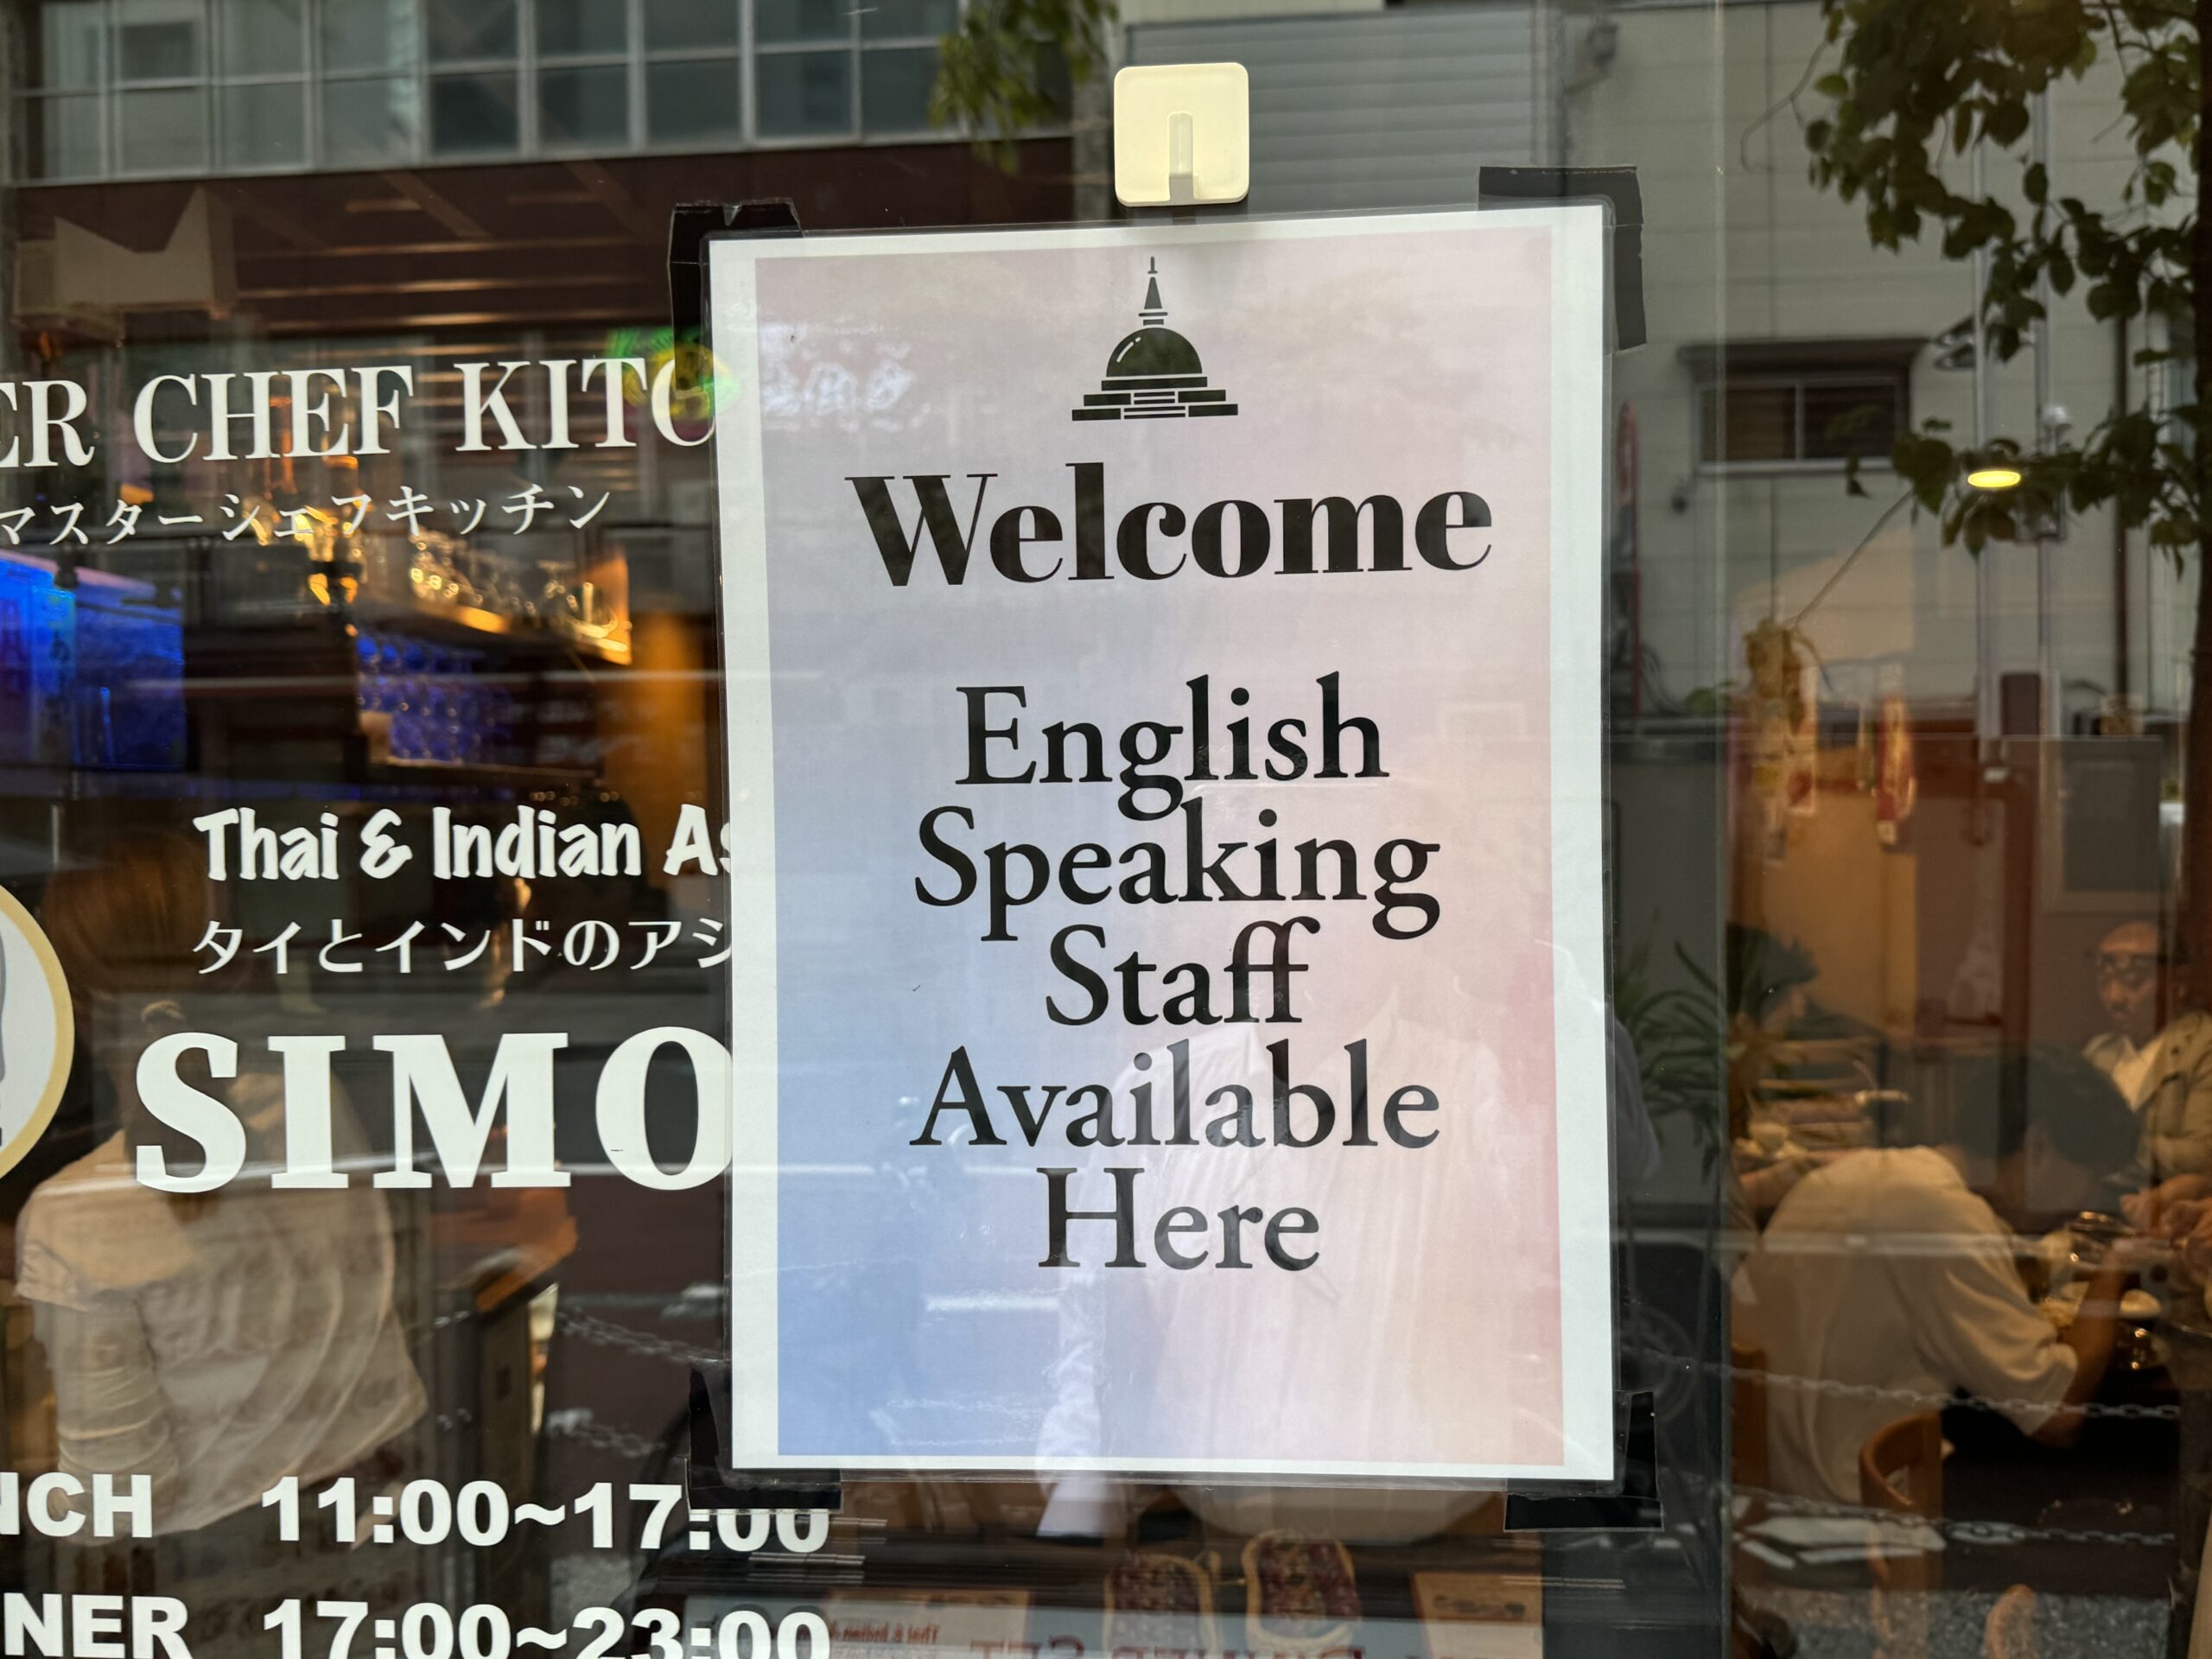 ER CHEF KITC
マスターシェフキッチン
Thai & Indian As
タイとインドのアジ
SIMO
NCH 11:00~17:00
NER 17:00~23:00
Welcome
English
Speaking
Staff
Available
Here